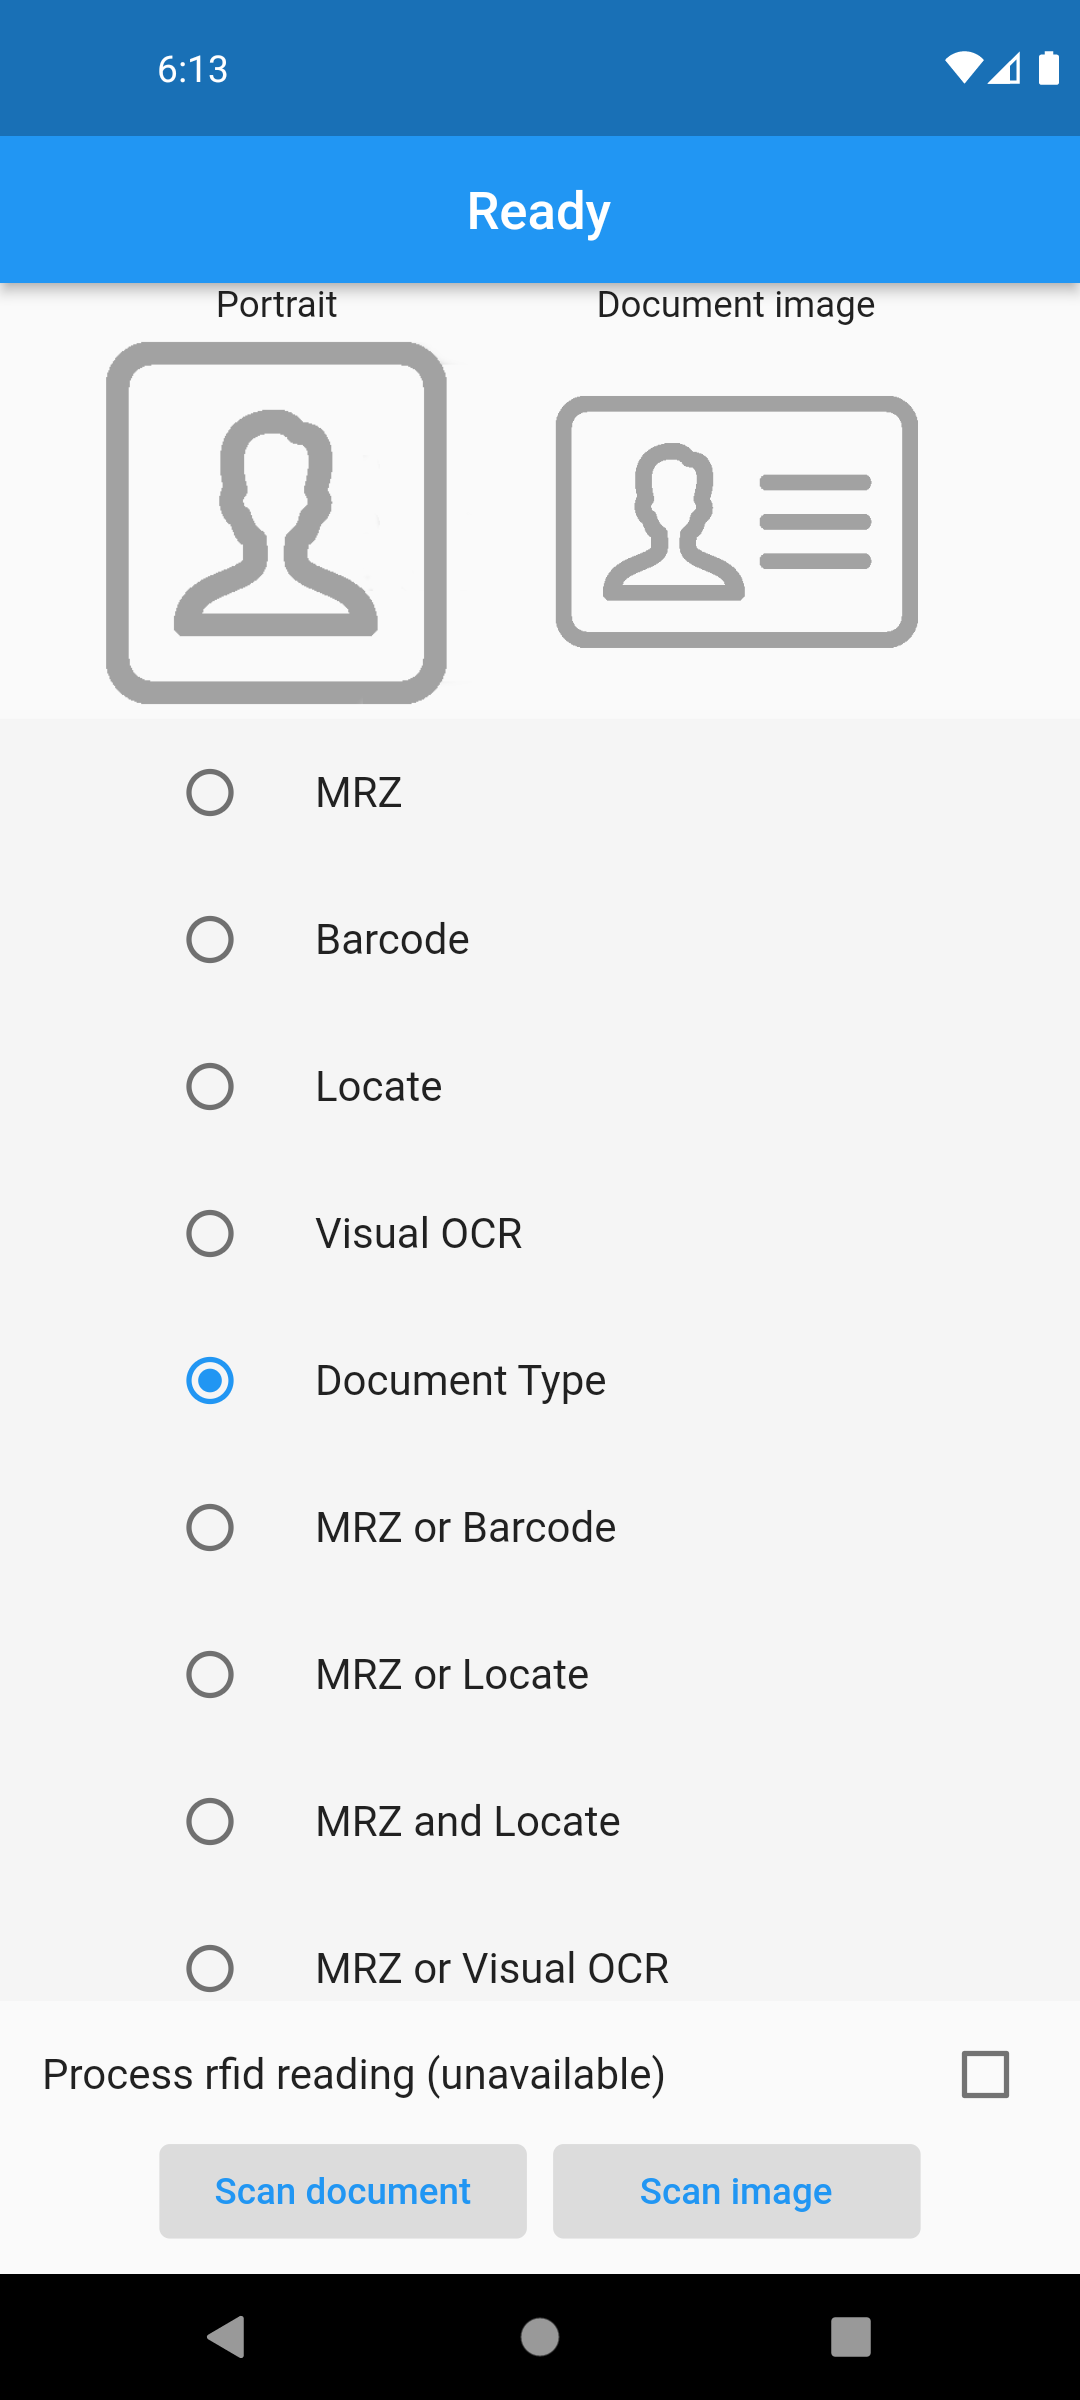 6:13
Ready
Portrait
Document image
MRZ
Barcode
Locate
Visual OCR
Document Type
MRZ or Barcode
MRZ or Locate
MRZ and Locate
MRZ or Visual OCR
Process rfid reading (unavailable)
Scan document
Scan image